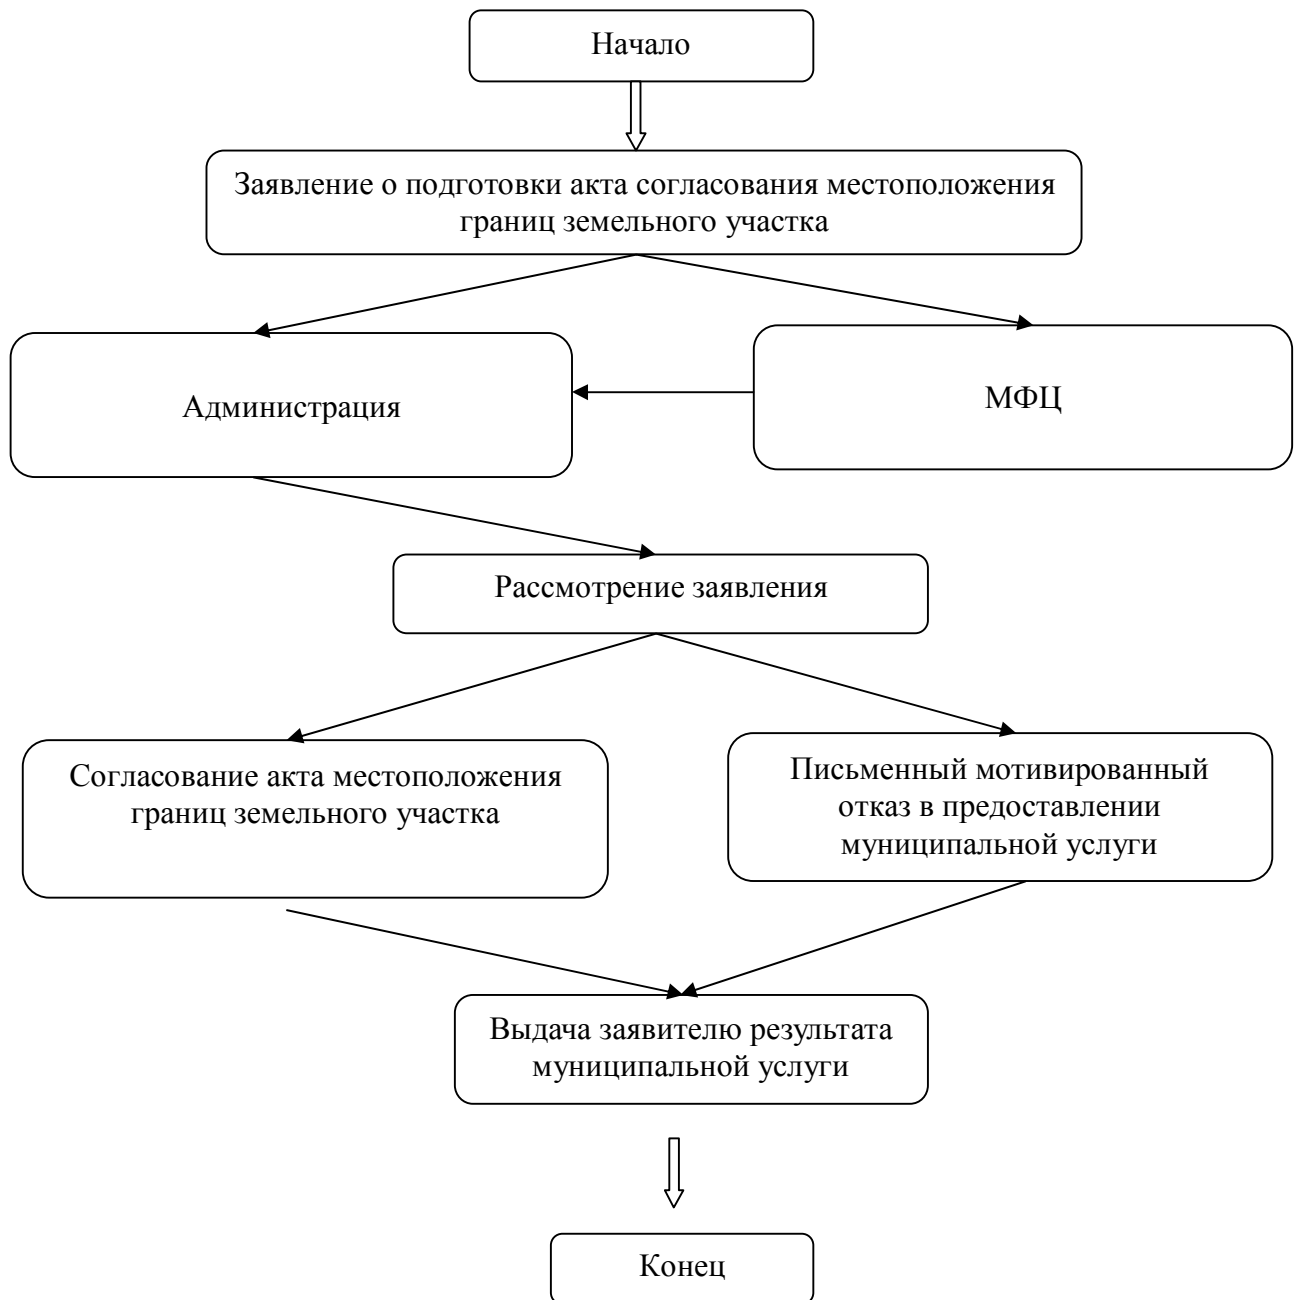 Начало
Заявление о подготовки акта согласования местоположения
границ земельного участка
Администрация
МФЦ
Рассмотрение заявления
Согласование акта местоположения
границ земельного участка
Письменный мотивированный
отказ в предоставлении
муниципальной услуги
Выдача заявителю результата
муниципальной услуги
Конец